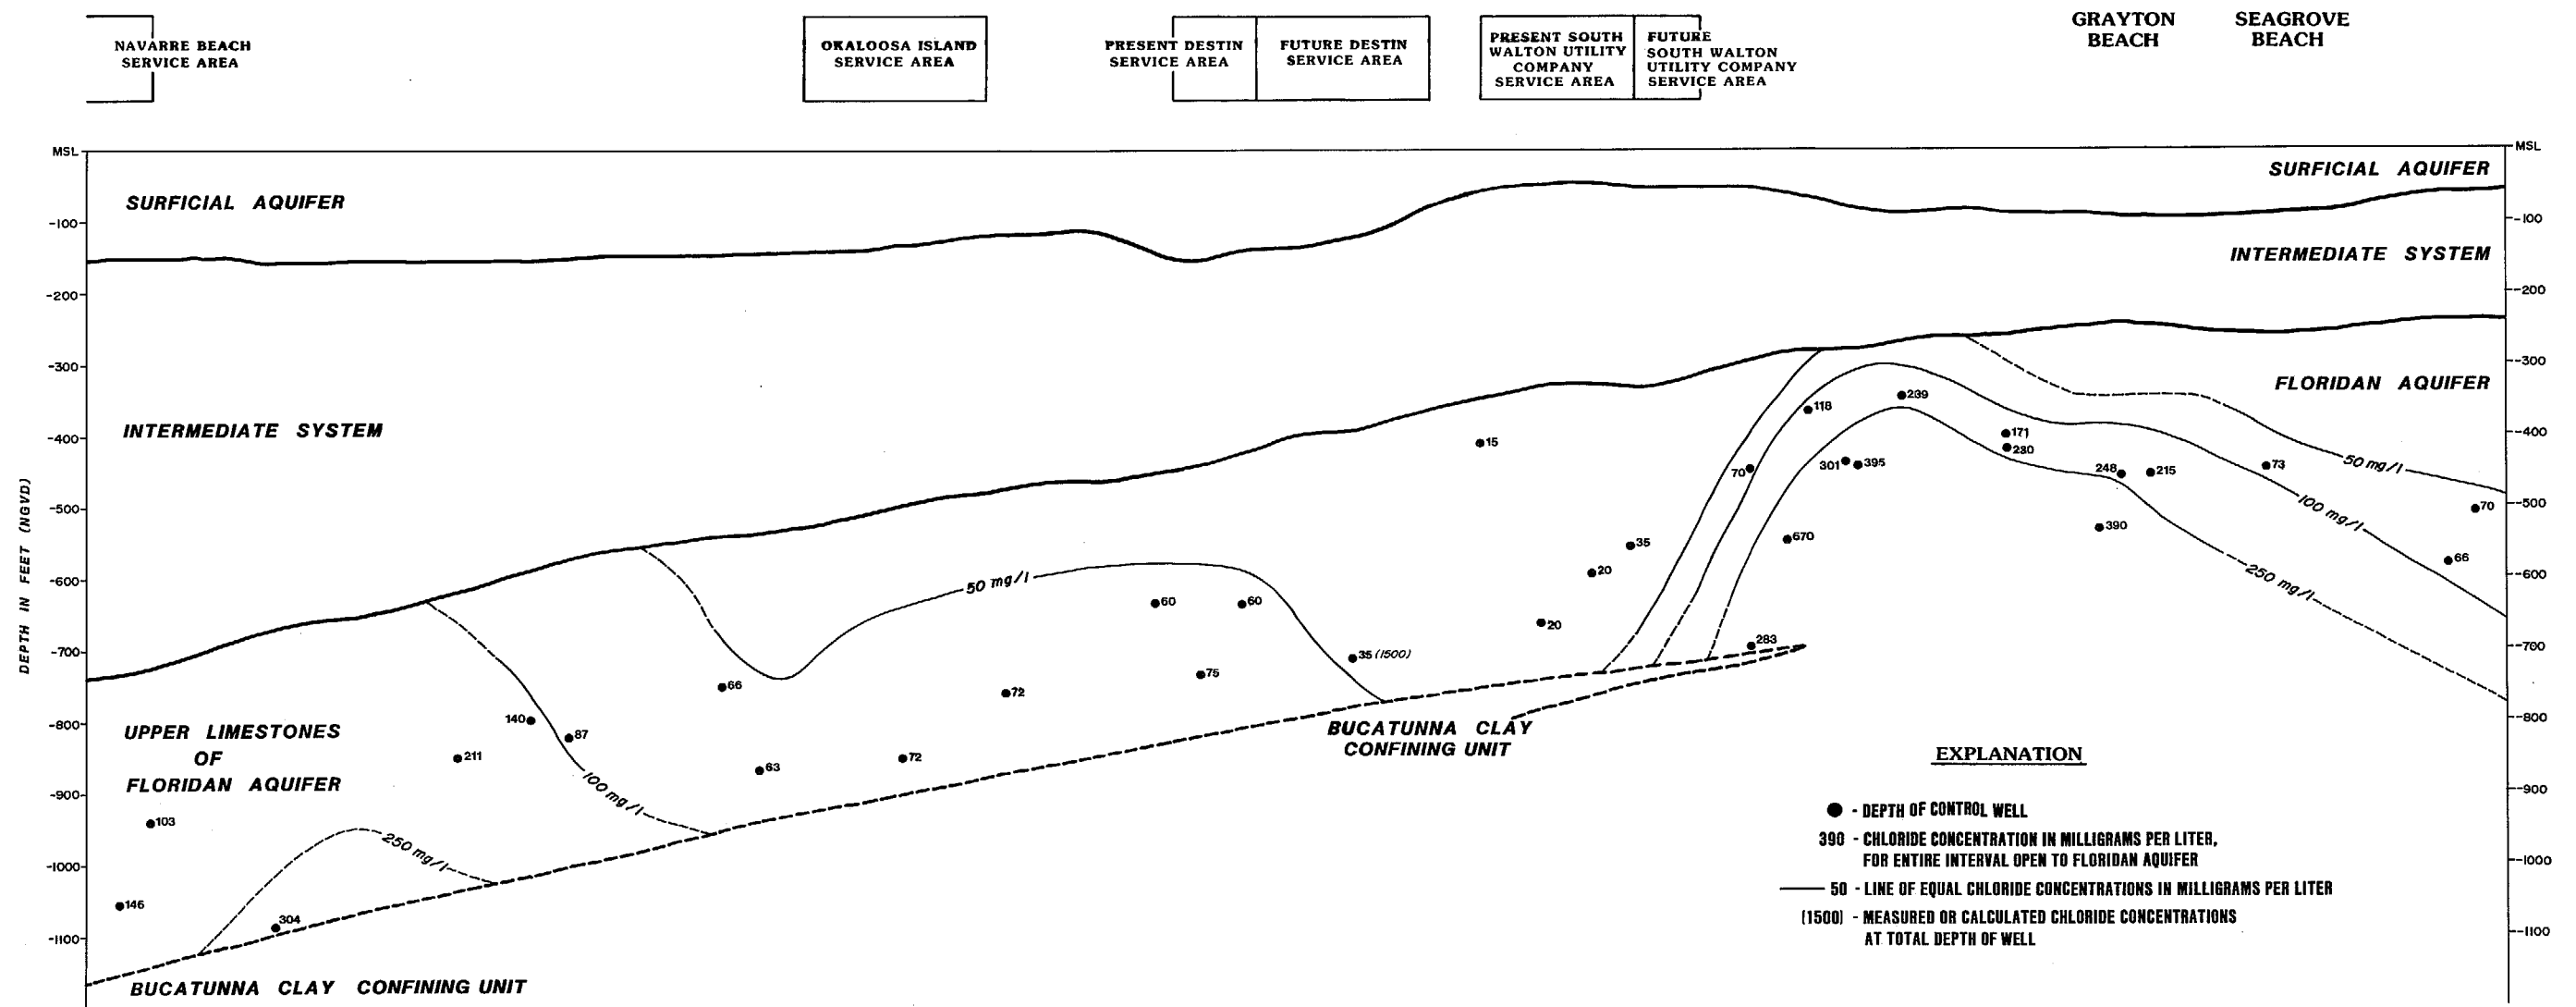 NAVARRE BEACH
SERVICE AREA
OKALOOSA ISLAND
SERVICE AREA
PRESENT DESTIN
SERVICE AREA
FUTURE DESTIN
SERVICE AREA
PRESENT SOUTH
WALTON UTILITY
COMPANY
SERVICE AREA
FUTURE
SOUTH WALTON
UTILITY COMPANY
SERVICE AREA
GRAYTON
BEACH
SEAGROVE
BEACH
MSL
-100
-200
-300
-400
-500
-600
-700
-800
-900
-1000
-1100
DEPTH IN FEET (NGVD)
MSL
-100
-200
-300
-400
-500
-600
-700
-800
-900
-1000
-1100
SURFICIAL AQUIFER
SURFICIAL AQUIFER
INTERMEDIATE SYSTEM
INTERMEDIATE SYSTEM
FLORIDAN AQUIFER
UPPER LIMESTONES
OF
FLORIDAN AQUIFER
BUCATUNNA CLAY CONFINING UNIT
BUCATUNNA CLAY
CONFINING UNIT
103
146
304
211
140
87
66
63
72
72
60
60
75
35 (1500)
15
20
20
35
70
118
239
301
395
670
283
171
280
248
215
390
73
70
66
250 mg/l
100 mg/l
50 mg/l
50 mg/l
100 mg/l
250 mg/l
EXPLANATION
- DEPTH OF CONTROL WELL
390 - CHLORIDE CONCENTRATION IN MILLIGRAMS PER LITER,
FOR ENTIRE INTERVAL OPEN TO FLORIDAN AQUIFER
50 - LINE OF EQUAL CHLORIDE CONCENTRATIONS IN MILLIGRAMS PER LITER
(1500) - MEASURED OR CALCULATED CHLORIDE CONCENTRATIONS
AT TOTAL DEPTH OF WELL